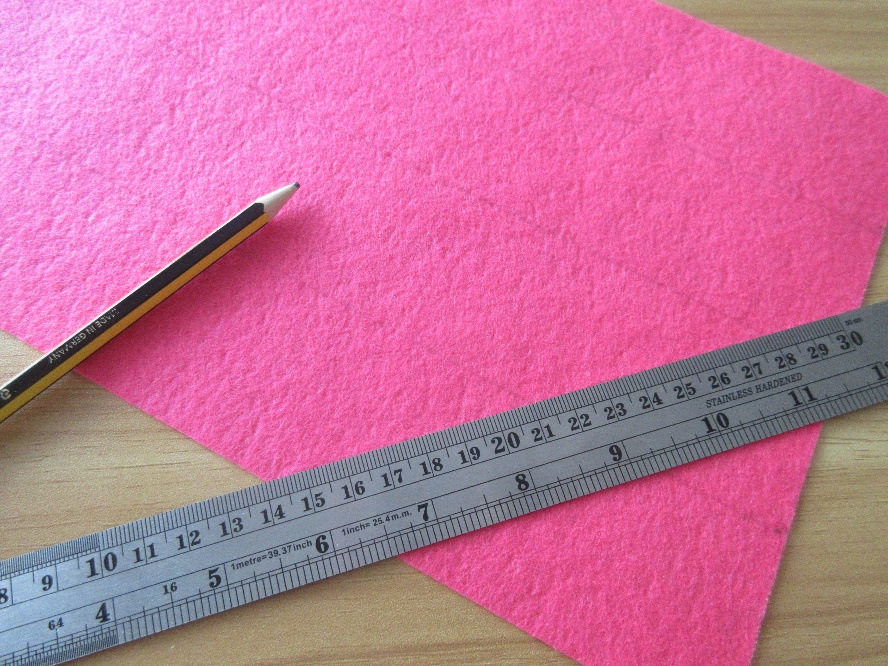 MADE IN GERMANY
8 9 10 11 12 13 14 15 16 17 18 19 20 21 22 23 24 25 26 27 28 29 30
STAINLESS HARDENED
1metre=39.37inch 1inch= 25.4m.m.
64 4 16 5 6 7 8 9 10 11